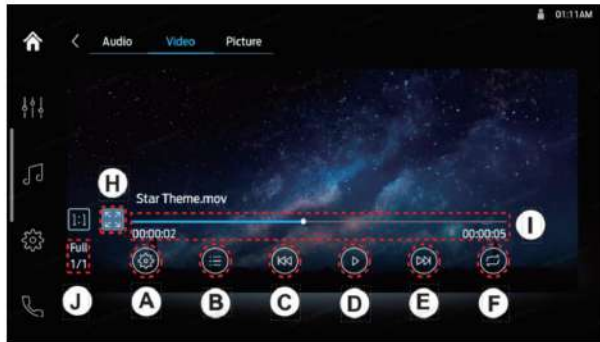 01:11AM
Audio Video Picture
H
Star Theme.mov
1:1
I
00:00:02 00:00:05
Full
1/1
J A B C D E F